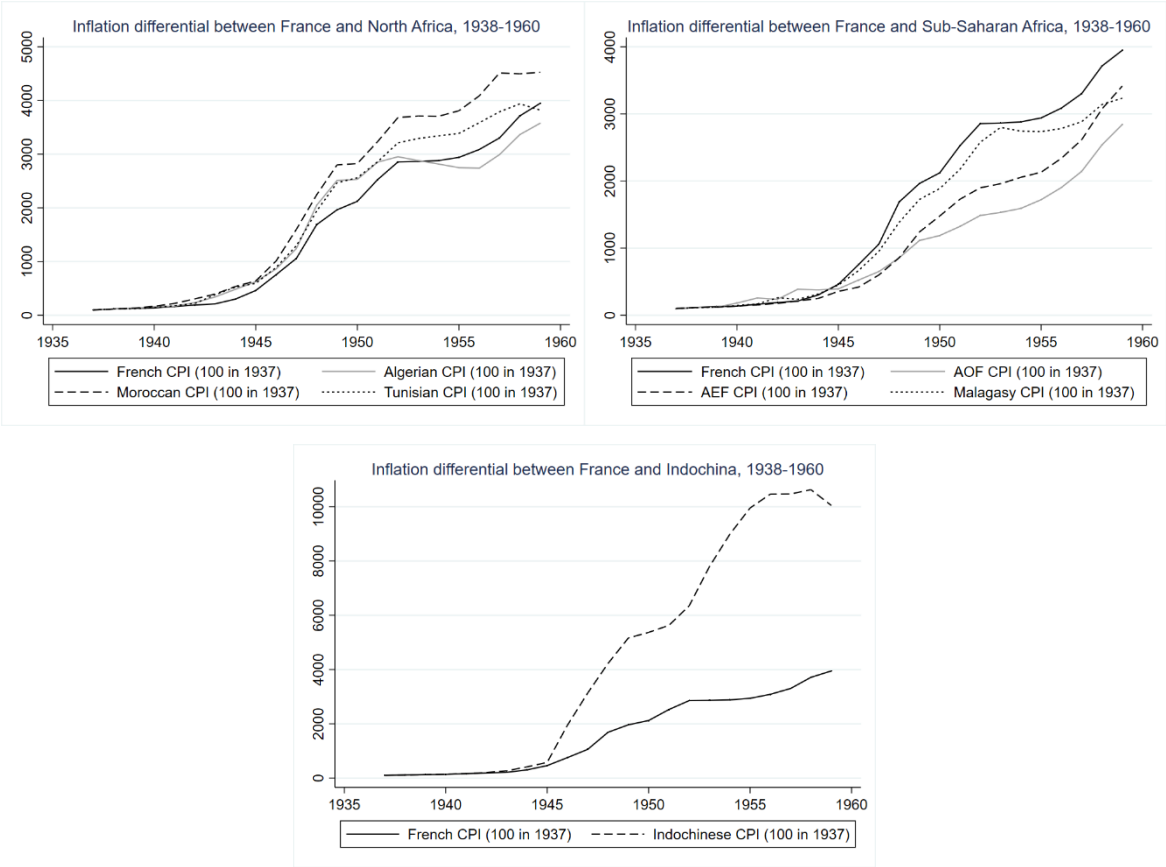 Inflation differential between France and North Africa, 1938-1960
5000
4000
3000
2000
1000
0
1935 1940 1945 1950 1955 1960
French CPI (100 in 1937) Algerian CPI (100 in 1937)
Moroccan CPI (100 in 1937) Tunisian CPI (100 in 1937)
Inflation differential between France and Sub-Saharan Africa, 1938-1960
4000
3000
2000
1000
0
1935 1940 1945 1950 1955 1960
French CPI (100 in 1937) AOF CPI (100 in 1937)
AEF CPI (100 in 1937) Malagasy CPI (100 in 1937)
Inflation differential between France and Indochina, 1938-1960
10000
8000
6000
4000
2000
0
1935 1940 1945 1950 1955 1960
French CPI (100 in 1937) Indochinese CPI (100 in 1937)